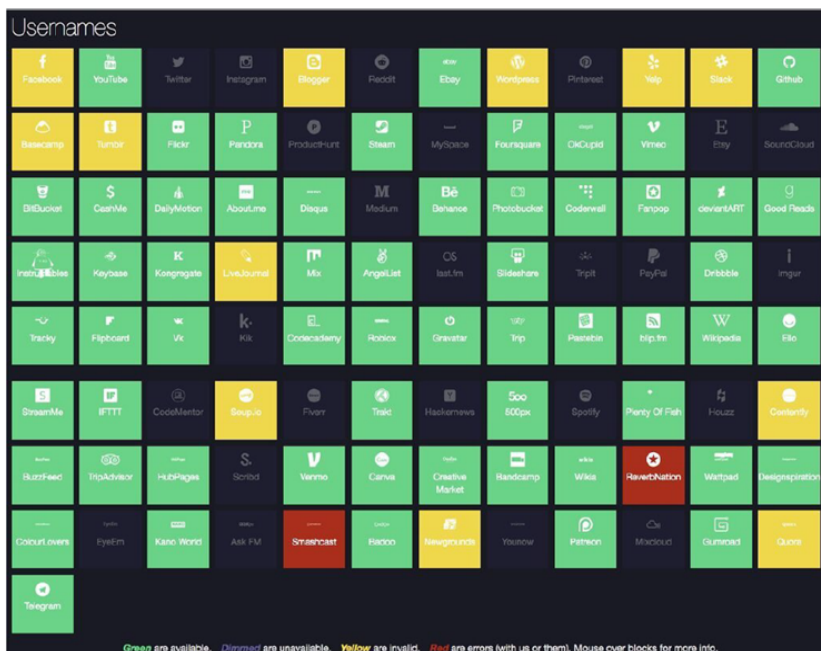 Usernames
Facebook YouTube Twitter Instagram Blogger Reddit Ebay Wordpress Pinterest Yelp Slack Github
Basecamp Tumblr Flickr Pandora ProductHunt Steam MySpace Foursquare OkCupid Vimeo Etsy SoundCloud
BitBucket CashMe DailyMotion About.me Disqus Medium Behance Photobucket Coderwall Fanpop deviantART Good Reads
Instructables Keybase Kongregate LiveJournal Mix AngelList last.fm Slideshare TripIt PayPal Dribbble imgur
Tracky Flipboard Vk Kik Codecademy Roblox Gravatar Trip Pastebin blip.fm Wikipedia Ello
StreamMe IFTTT CodeMentor Soup.io Fiverr Trakt Hackernews 500px Spotify Plenty Of Fish Houzz Contently
BuzzFeed TripAdvisor HubPages Scribd Venmo Canva Creative Market Bandcamp Wikia ReverbNation Wattpad Designspiration
ColourLovers EyeEm Kano World Ask FM Smashcast Badoo Newgrounds Younow Patreon Mixcloud Gumroad Quora
Telegram
Green are available. Dimmed are unavailable. Yellow are invalid. Red are errors (with us or them). Mouse over blocks for more info.